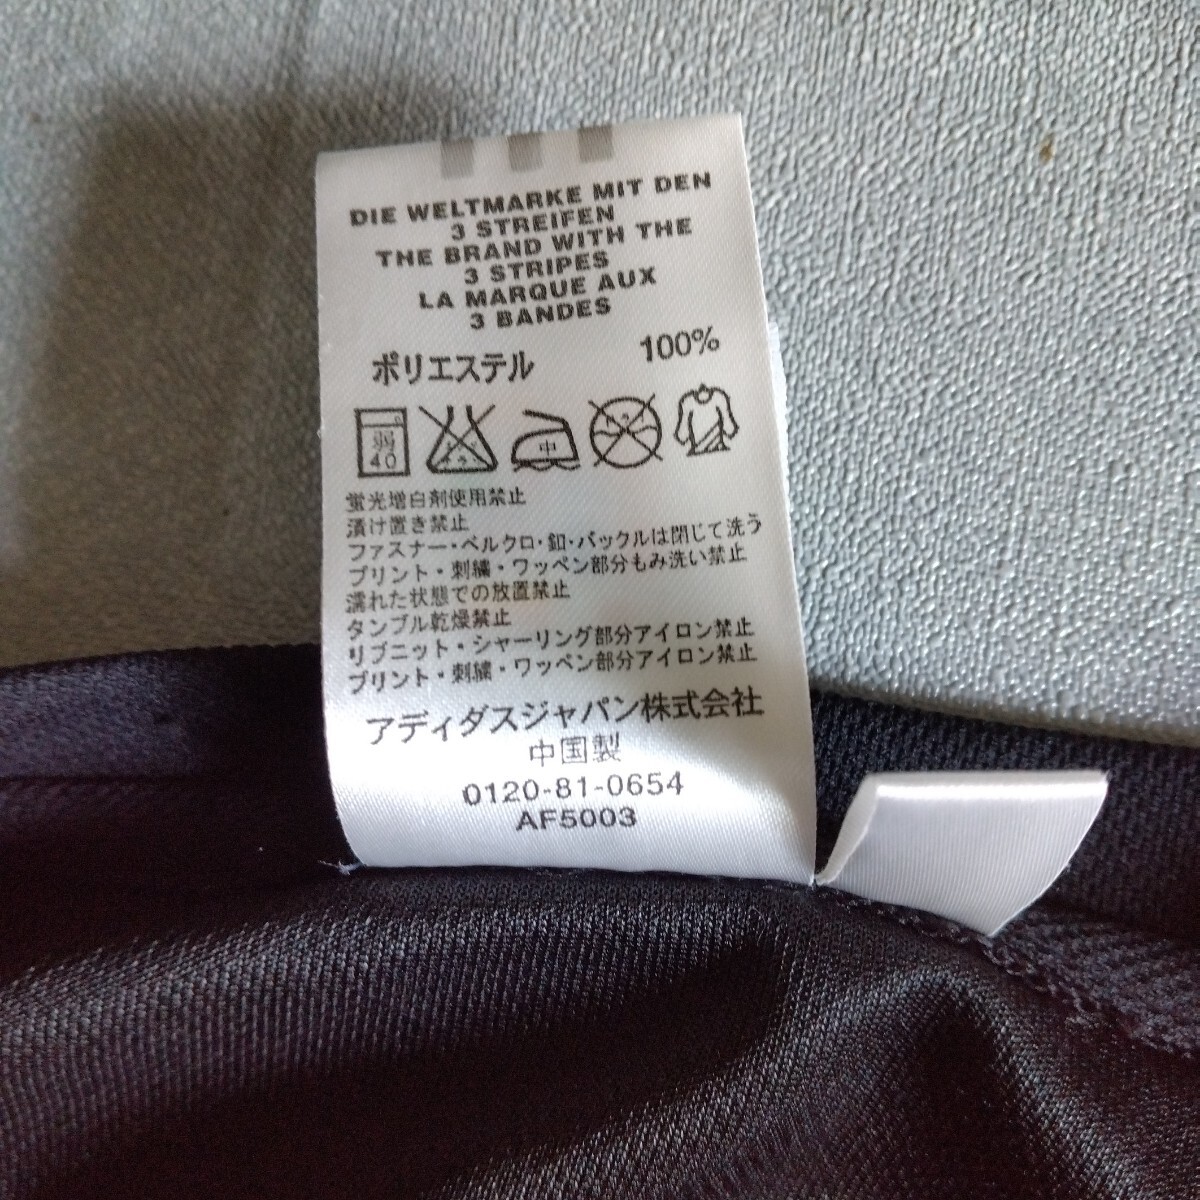 DIE WELTMARKE MIT DEN
3 STREIFEN
THE BRAND WITH THE
3 STRIPES
LA MARQUE AUX
3 BANDES
ポリエステル 100%
弱
40
中
蛍光増白剤使用禁止
漬け置き禁止
ファスナー・ベルクロ・釦・バックルは閉じて洗う
プリント・刺繍・ワッペン部分もみ洗い禁止
濡れた状態での放置禁止
タンブル乾燥禁止
リブニット・シャーリング部分アイロン禁止
プリント・刺繍・ワッペン部分アイロン禁止
アディダスジャパン株式会社
中国製
0120-81-0654
AF5003